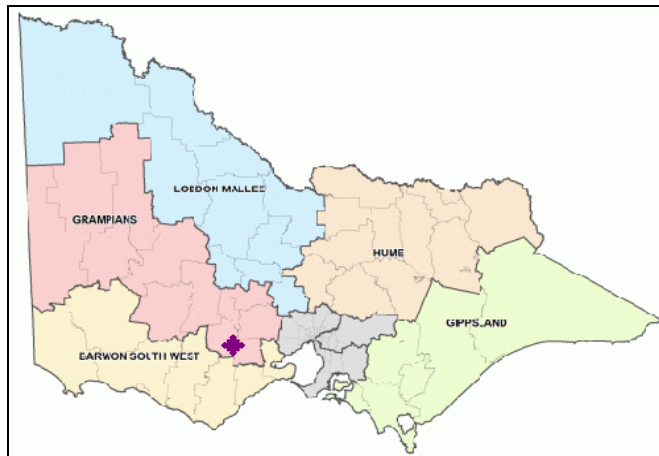 LODDON MALLEE
GRAMPIANS
HUME
GIPPSLAND
BARWON SOUTH WEST